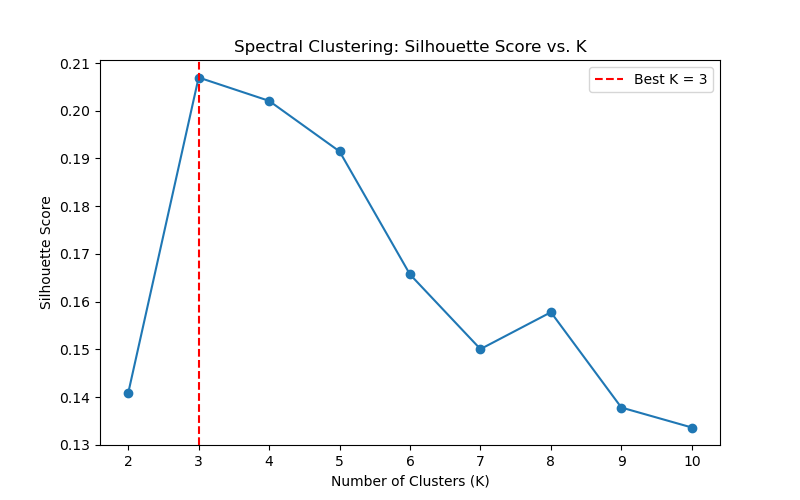 Spectral Clustering: Silhouette Score vs. K
Best K = 3
Silhouette Score
0.21
0.20
0.19
0.18
0.17
0.16
0.15
0.14
0.13
2 3 4 5 6 7 8 9 10
Number of Clusters (K)